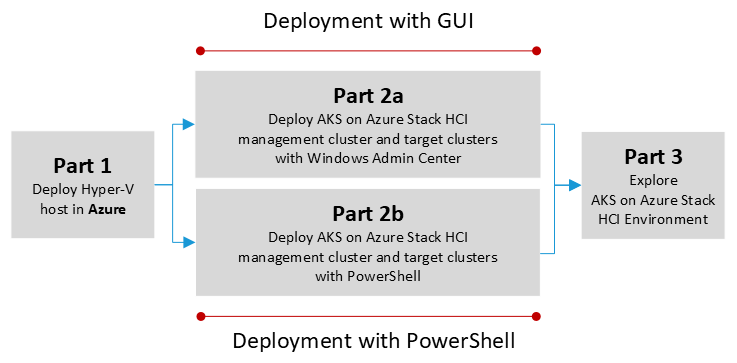 Deployment with GUI
Part 1
Deploy Hyper-V
host in Azure
Part 2a
Deploy AKS on Azure Stack HCI
management cluster and target clusters
with Windows Admin Center
Part 2b
Deploy AKS on Azure Stack HCI
management cluster and target clusters
with PowerShell
Part 3
Explore
AKS on Azure Stack
HCI Environment
Deployment with PowerShell